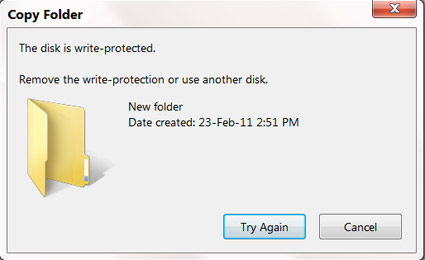 Copy Folder
The disk is write-protected.
Remove the write-protection or use another disk.
New folder
Date created: 23-Feb-11 2:51 PM
Try Again
Cancel